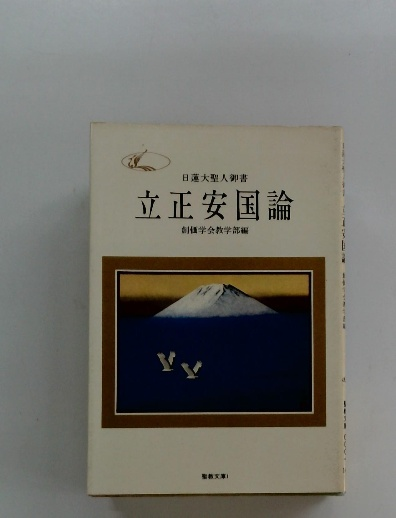 日蓮大聖人御書
立正安国論
創価学会教学部編
聖教文庫1